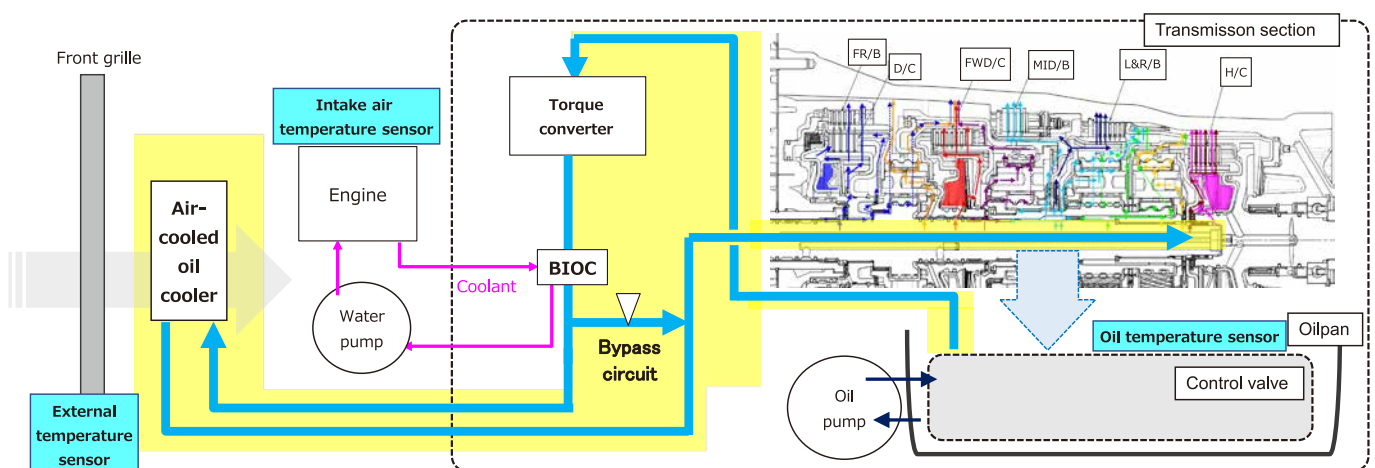 Transmisson section
Front grille
FR/B
D/C
FWD/C
MID/B
L&R/B
H/C
Intake air
temperature sensor
Torque
converter
Engine
Air-
cooled
oil
cooler
BIOC
Coolant
Water
pump
Bypass
circuit
Oil temperature sensor
Oilpan
Control valve
Oil
pump
External
temperature
sensor